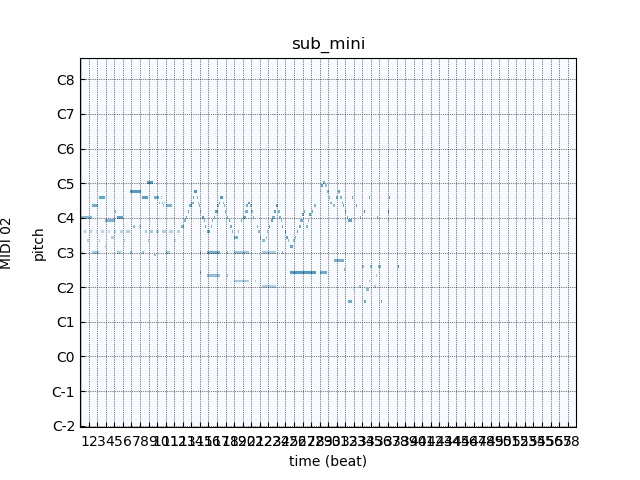 sub_mini
C8
C7
C6
C5
C4
C3
C2
C1
C0
C-1
C-2
MIDI 02
pitch
time (beat)